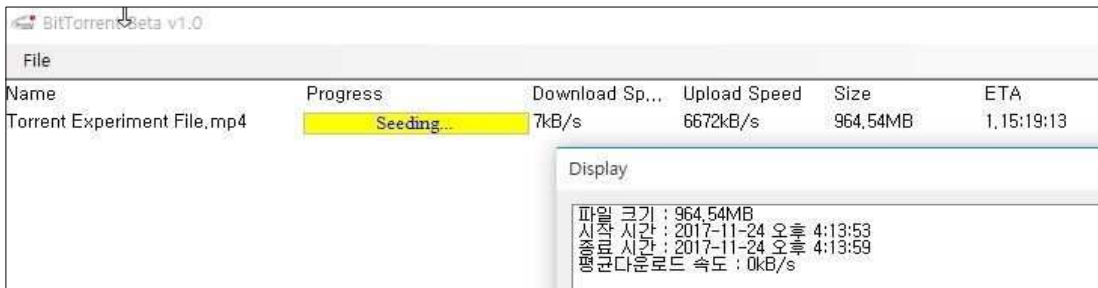 BitTorrent Beta v1.0
File
Name Progress Download Sp... Upload Speed Size ETA
Torrent Experiment File.mp4 Seeding... 7kB/s 6672kB/s 964.54MB 1.15:19:13
Display
파일 크기 : 964.54MB
시작 시간 : 2017-11-24 오후 4:13:53
종료 시간 : 2017-11-24 오후 4:13:59
평균다운로드 속도 : 0kB/s